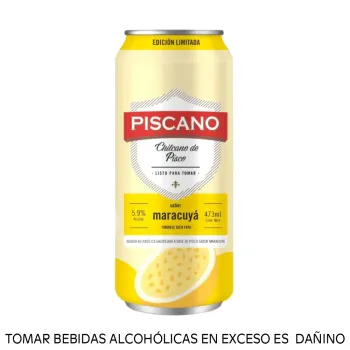 EDICIÓN LIMITADA
PISCANO
Chilcano de
Pisco
LISTO PARA TOMAR
sabor
5.9%
maracuyá
473ml
TOMAR BEBIDAS ALCOHÓLICAS EN EXCESO ES DAÑINO